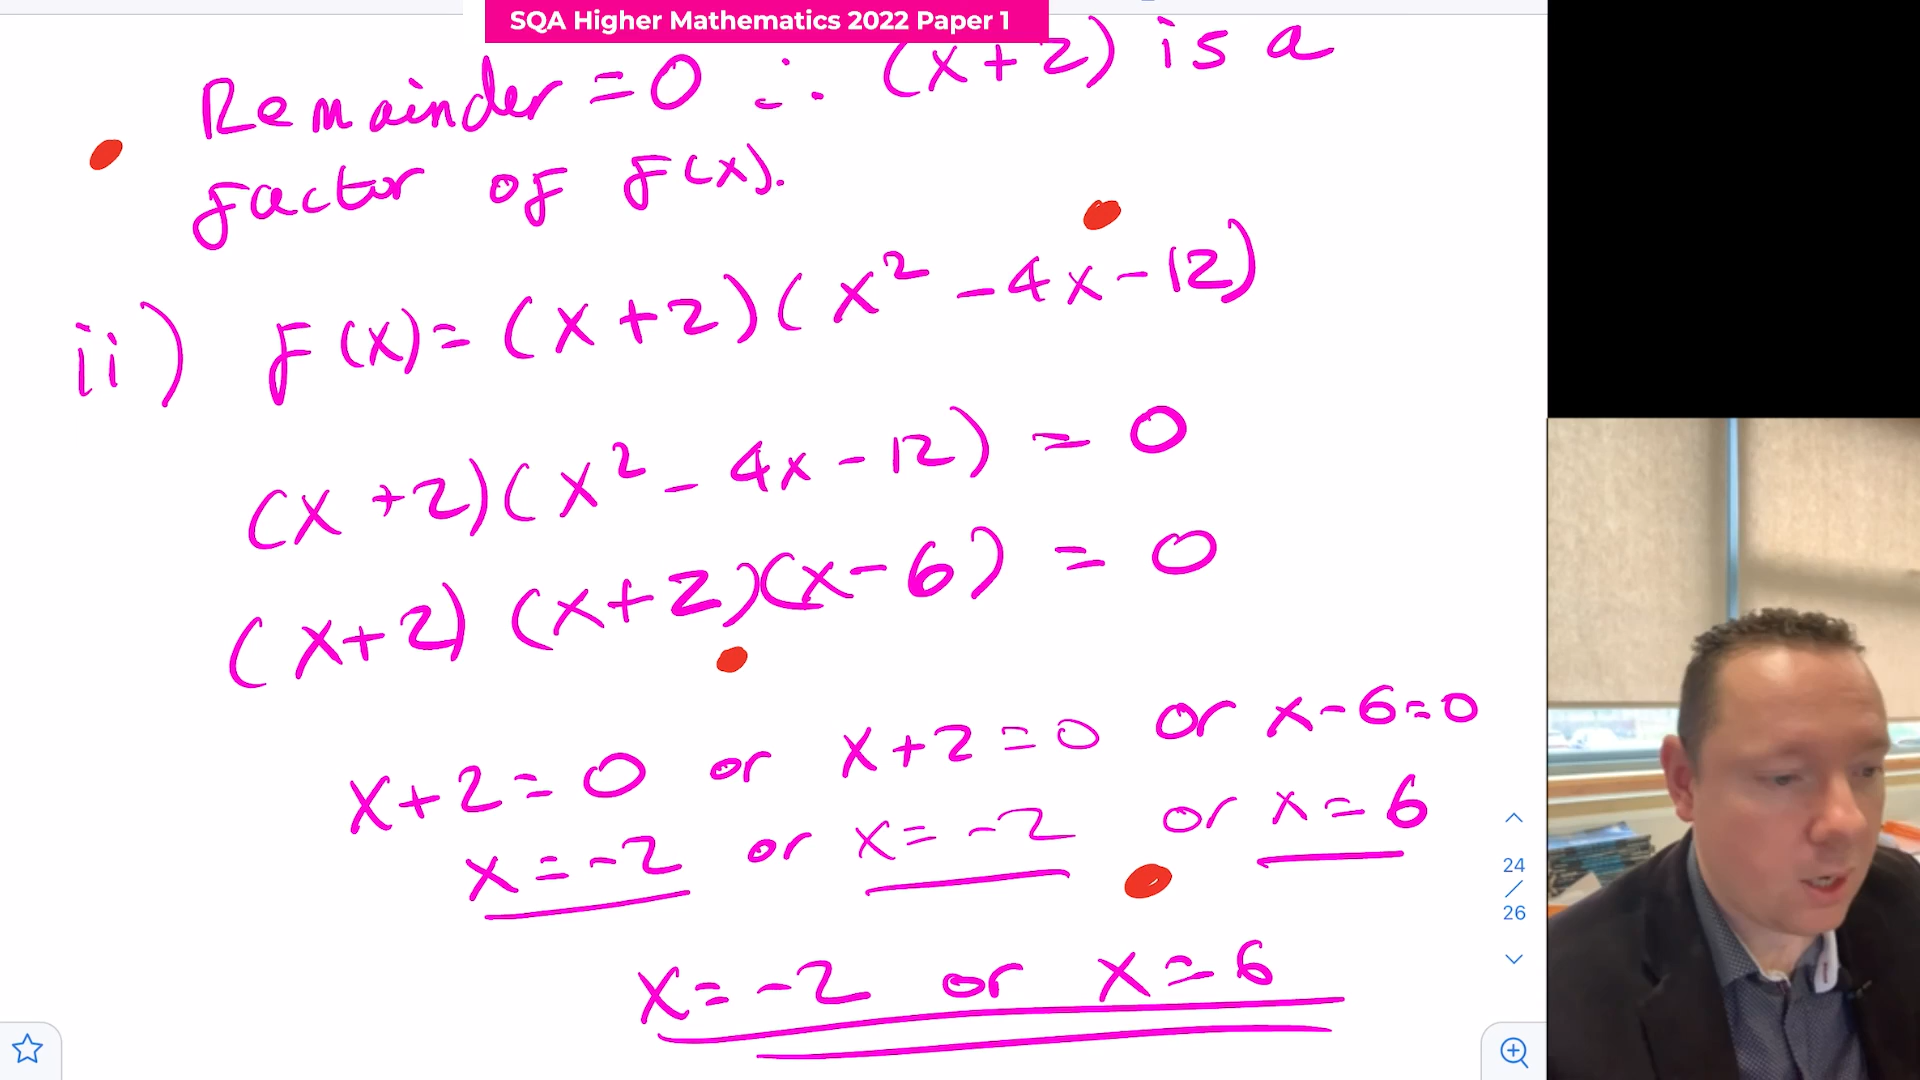 SQA Higher Mathematics 2022 Paper 1
Remainder = 0 ∴ (x+2) is a
factor of f(x).
ii) f(x) = (x+2)(x² - 4x - 12)
(x+2)(x² - 4x - 12) = 0
(x+2)(x+2)(x-6) = 0
x+2 = 0 or x+2 = 0 or x-6=0
x = -2 or x = -2 or x = 6
x = -2 or x = 6
24
/
26